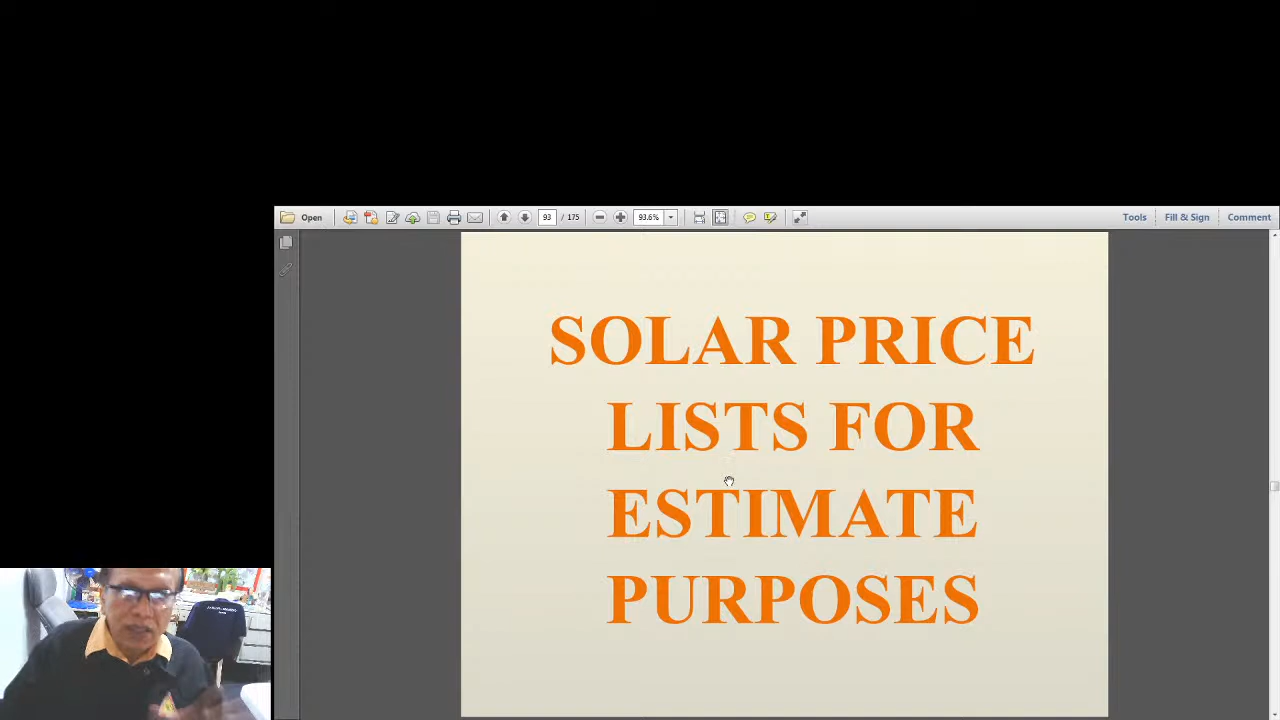 Open 93 / 175 93.6% Tools Fill & Sign Comment
SOLAR PRICE
LISTS FOR
ESTIMATE
PURPOSES